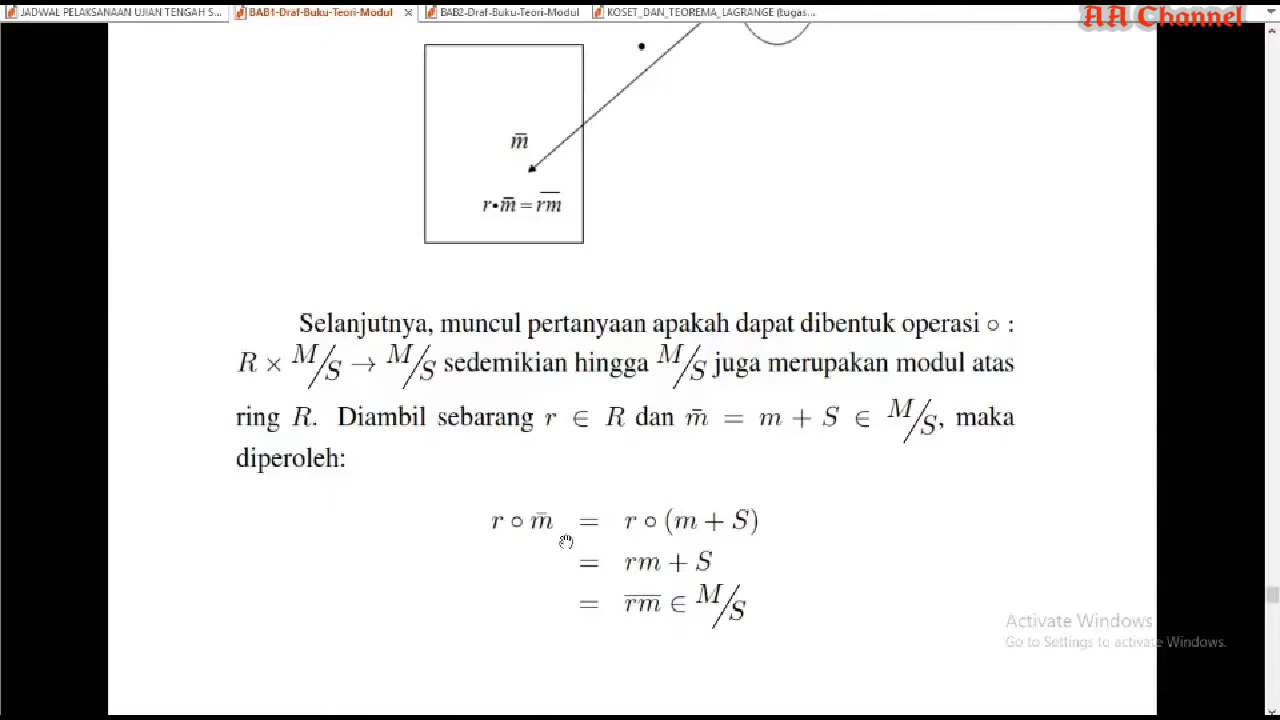 JADWAL PELAKSANAAN UJIAN TENGAH S... BAB1-Draf-Buku-Teori-Modul × BAB2-Draf-Buku-Teori-Modul KOSET_DAN_TEOREMA_LAGRANGE (tugas...
AA Channel
m̅
r•m̅ = r̅m̅
Selanjutnya, muncul pertanyaan apakah dapat dibentuk operasi ∘ :
R × M/S → M/S sedemikian hingga M/S juga merupakan modul atas
ring R. Diambil sebarang r ∈ R dan m̄ = m + S ∈ M/S, maka
diperoleh:
r ∘ m̄ = r ∘ (m + S)
= rm + S
= r̅m̅ ∈ M/S
Activate Windows
Go to Settings to activate Windows.